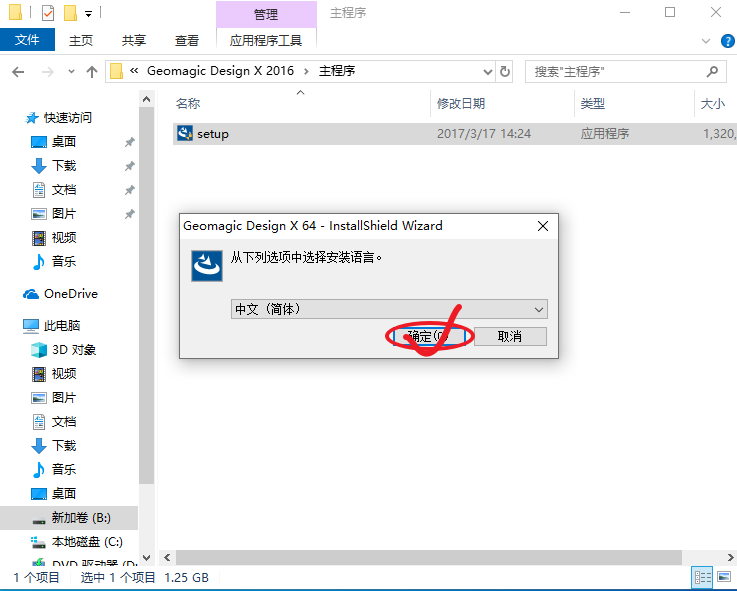 管理
主程序
文件
主页
共享
查看
应用程序工具
« Geomagic Design X 2016 › 主程序
搜索"主程序"
名称
修改日期
类型
大小
setup
2017/3/17 14:24
应用程序
1,320,
快速访问
桌面
下载
文档
图片
视频
音乐
OneDrive
此电脑
3D 对象
视频
图片
文档
下载
音乐
桌面
新加卷 (B:)
本地磁盘 (C:)
DVD 驱动器 (D:
Geomagic Design X 64 - InstallShield Wizard
从下列选项中选择安装语言。
中文（简体）
确定(O)
取消
1 个项目
选中 1 个项目
1.25 GB